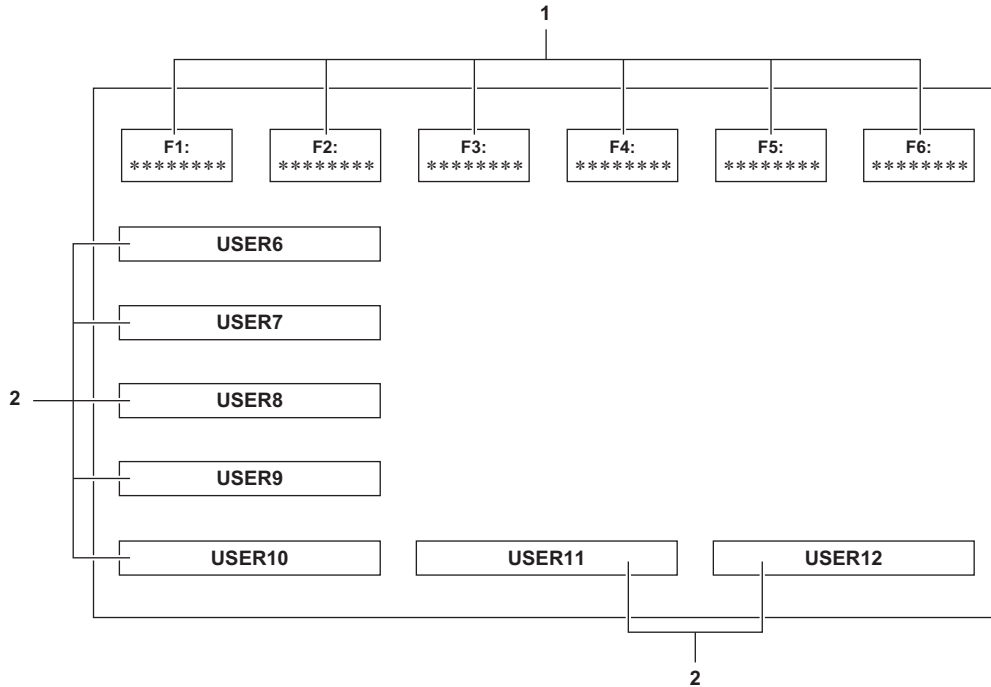 1
F1: F2: F3: F4: F5: F6:
******** ******** ******** ******** ******** ********
USER6
USER7
2 USER8
USER9
USER10 USER11 USER12
2